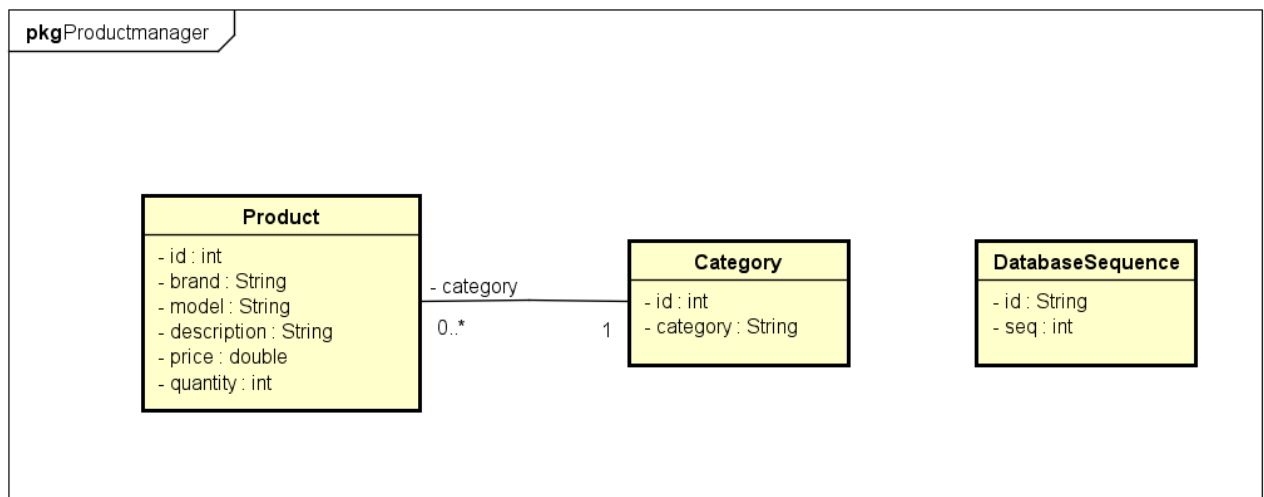 pkgProductmanager
Product
- id : int
- brand : String
- model : String
- description : String
- price : double
- quantity : int
- category
0..*
1
Category
- id : int
- category : String
DatabaseSequence
- id : String
- seq : int